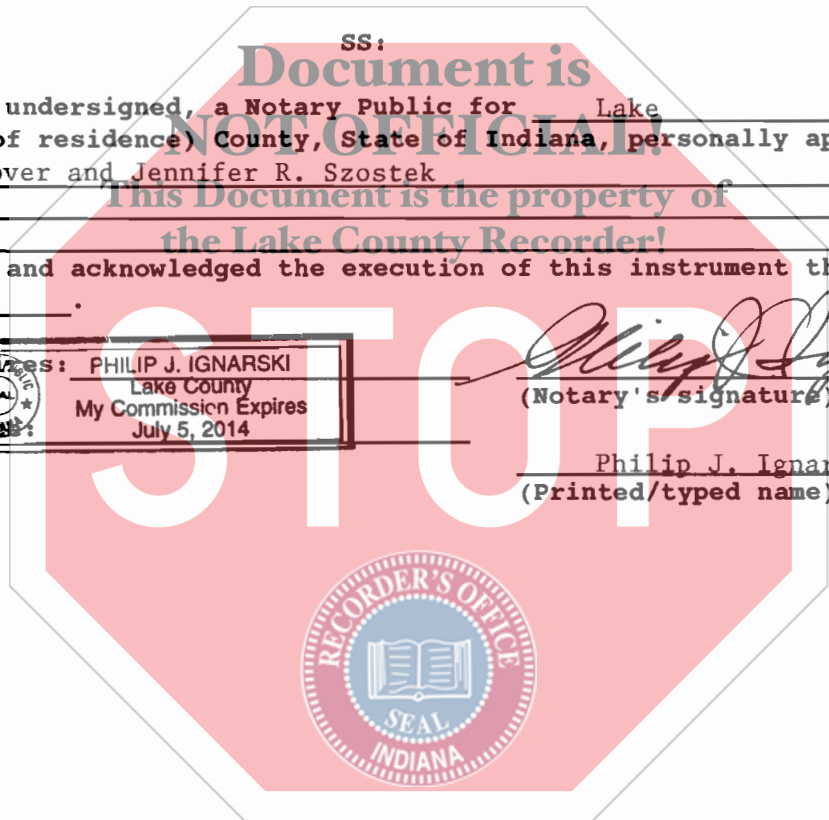 SS:
Document is
undersigned, a Notary Public for Lake
of residence) County, State of Indiana, personally ap
NOT OFFICIAL!
ver and Jennifer R. Szostek
This Document is the property of
the Lake County Recorder!
and acknowledged the execution of this instrument th
.
STOP
res: PHILIP J. IGNARSKI
Lake County
My Commission Expires
July 5, 2014
(Notary's signature)
Philip J. Ignar
(Printed/typed name)
RECORDER'S OFFICE
SEAL
INDIANA